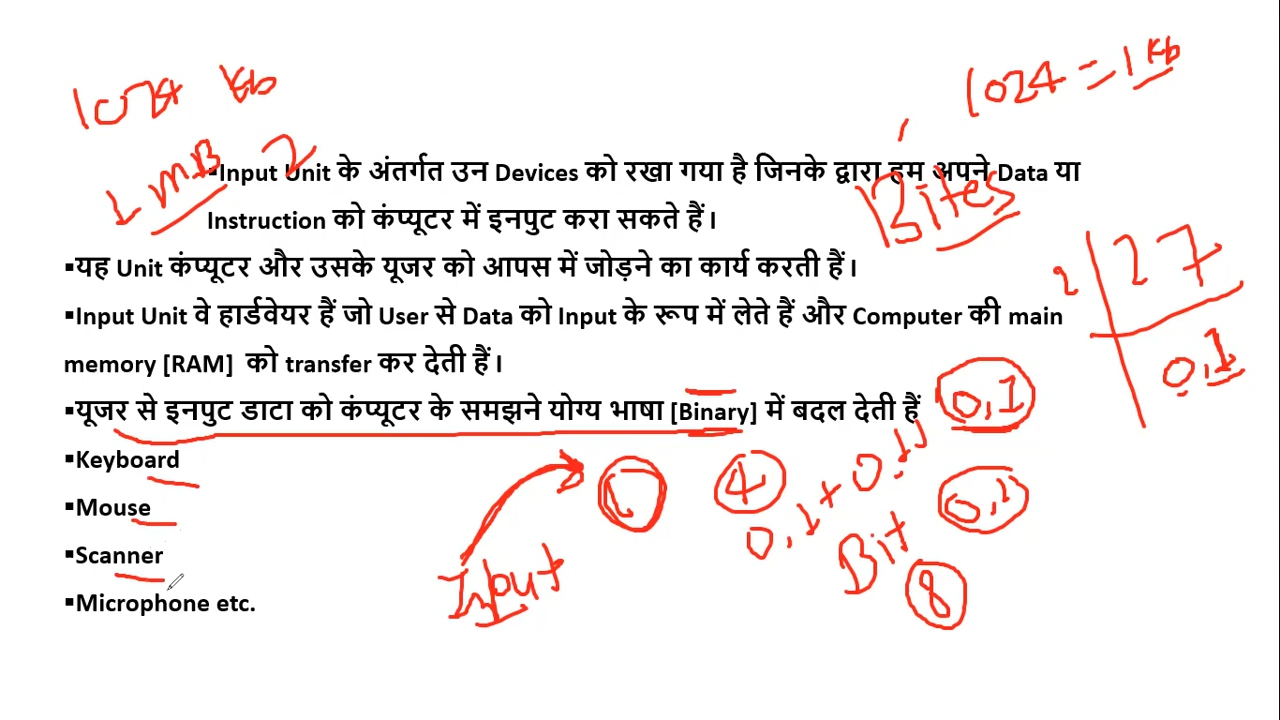 1024 kb
1024 = 1 kb
1 MB 2
▪Input Unit के अंतर्गत उन Devices को रखा गया है जिनके द्वारा हम अपने Data या
Bites
Instruction को कंप्यूटर में इनपुट करा सकते हैं।
▪यह Unit कंप्यूटर और उसके यूजर को आपस में जोड़ने का कार्य करती हैं।
2 27
▪Input Unit वे हार्डवेयर हैं जो User से Data को Input के रूप में लेते हैं और Computer की main
memory [RAM] को transfer कर देती हैं।
0,1
▪यूजर से इनपुट डाटा को कंप्यूटर के समझने योग्य भाषा [Binary] में बदल देती हैं
0,1
▪Keyboard
4
▪Mouse
0,1
0,1+0,1
▪Scanner
Bit
Input
8
▪Microphone etc.